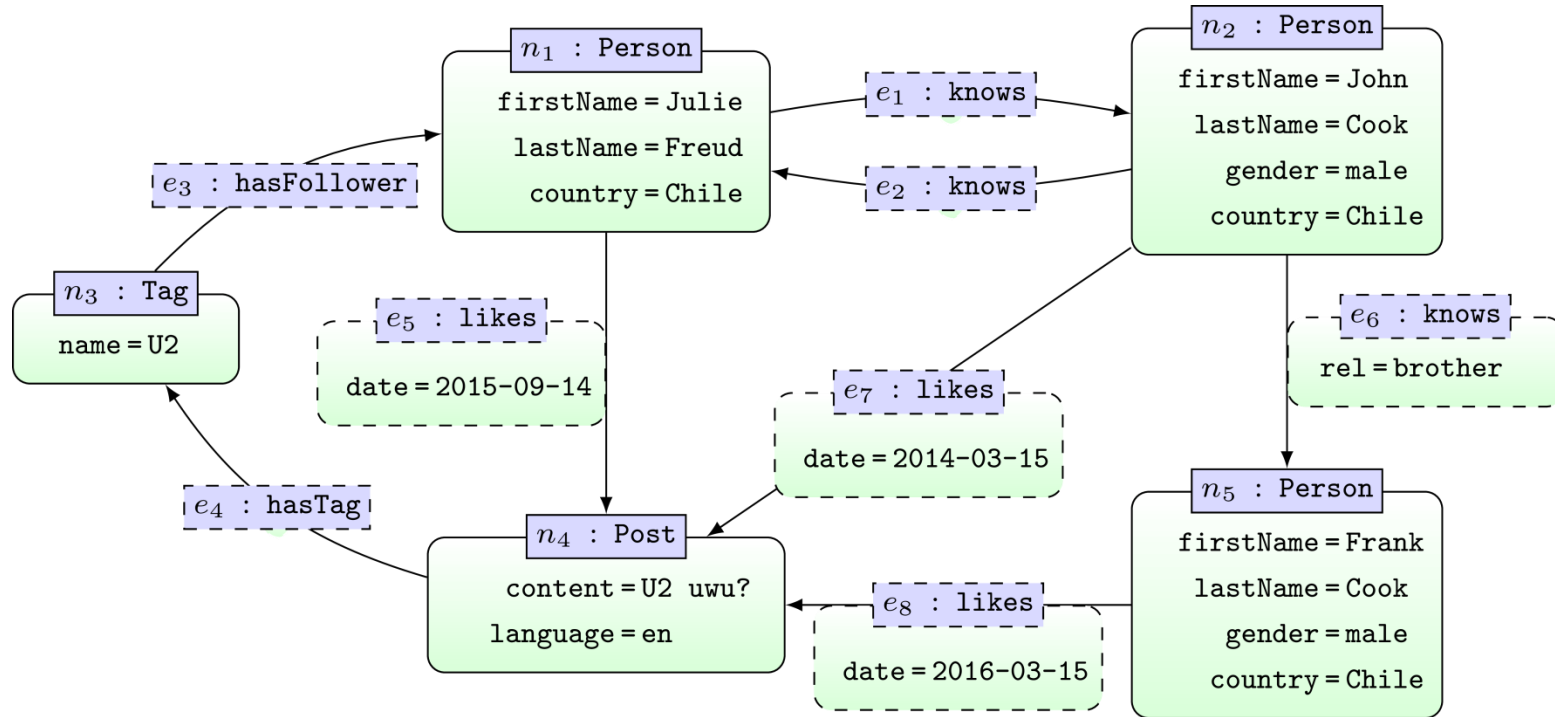 n₁ : Person
firstName = Julie
lastName = Freud
country = Chile
e₁ : knows
e₂ : knows
n₂ : Person
firstName = John
lastName = Cook
gender = male
country = Chile
e₃ : hasFollower
n₃ : Tag
name = U2
e₅ : likes
date = 2015-09-14
e₇ : likes
date = 2014-03-15
e₆ : knows
rel = brother
e₄ : hasTag
n₄ : Post
content = U2 uwu?
language = en
e₈ : likes
date = 2016-03-15
n₅ : Person
firstName = Frank
lastName = Cook
gender = male
country = Chile